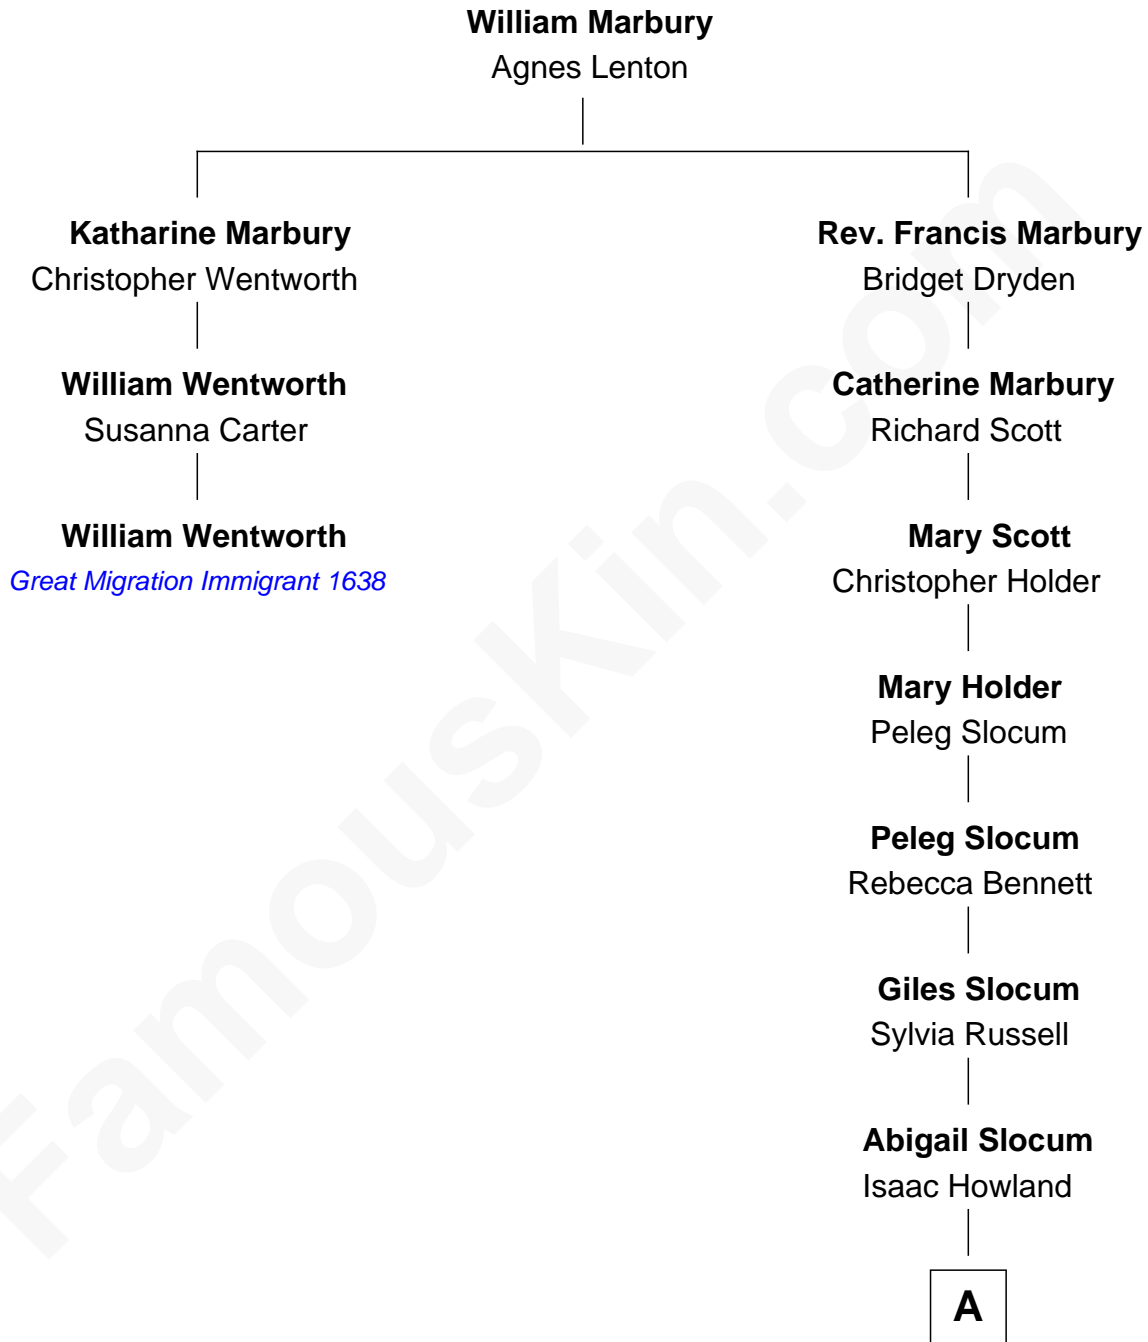 William Marbury
Agnes Lenton
Katharine Marbury
Christopher Wentworth
Rev. Francis Marbury
Bridget Dryden
William Wentworth
Susanna Carter
Catherine Marbury
Richard Scott
William Wentworth
Great Migration Immigrant 1638
Mary Scott
Christopher Holder
Mary Holder
Peleg Slocum
Peleg Slocum
Rebecca Bennett
Giles Slocum
Sylvia Russell
Abigail Slocum
Isaac Howland
A
FamousKin.com